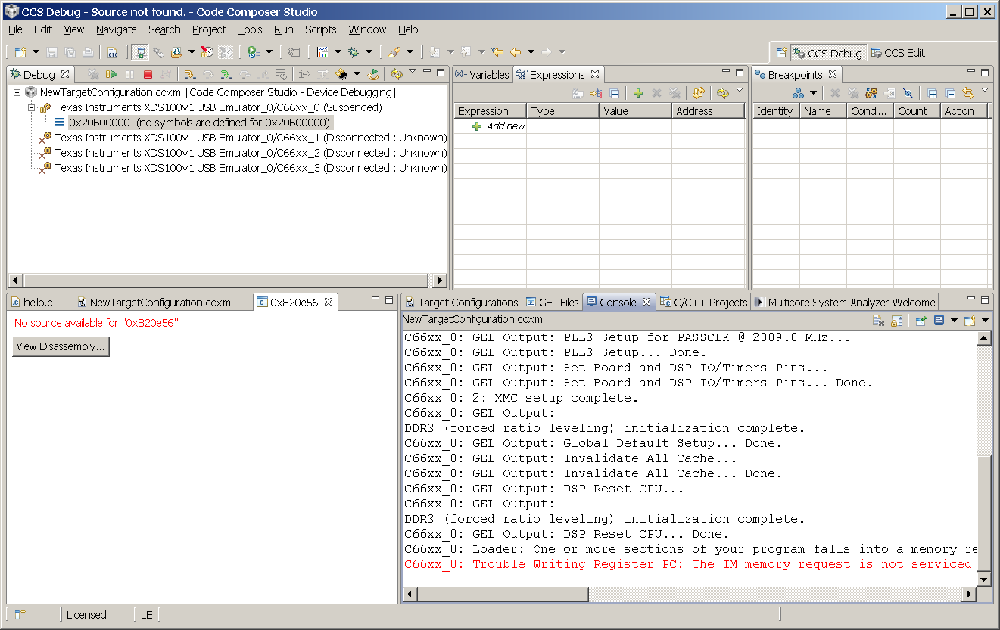 CCS Debug - Source not found. - Code Composer Studio
File Edit View Navigate Search Project Tools Run Scripts Window Help
CCS Debug CCS Edit
Debug
NewTargetConfiguration.ccxml [Code Composer Studio - Device Debugging]
Texas Instruments XDS100v1 USB Emulator_0/C66xx_0 (Suspended)
0x20B00000 (no symbols are defined for 0x20B00000)
Texas Instruments XDS100v1 USB Emulator_0/C66xx_1 (Disconnected : Unknown)
Texas Instruments XDS100v1 USB Emulator_0/C66xx_2 (Disconnected : Unknown)
Texas Instruments XDS100v1 USB Emulator_0/C66xx_3 (Disconnected : Unknown)
(x)= Variables Expressions
Expression Type Value Address
Add new
Breakpoints
Identity Name Condi... Count Action
hello.c NewTargetConfiguration.ccxml 0x820e56
No source available for "0x820e56"
View Disassembly...
Target Configurations GEL Files Console C/C++ Projects Multicore System Analyzer Welcome
NewTargetConfiguration.ccxml
C66xx_0: GEL Output: PLL3 Setup for PASSCLK @ 2089.0 MHz...
C66xx_0: GEL Output: PLL3 Setup... Done.
C66xx_0: GEL Output: Set Board and DSP IO/Timers Pins...
C66xx_0: GEL Output: Set Board and DSP IO/Timers Pins... Done.
C66xx_0: 2: XMC setup complete.
C66xx_0: GEL Output:
DDR3 (forced ratio leveling) initialization complete.
C66xx_0: GEL Output: Global Default Setup... Done.
C66xx_0: GEL Output: Invalidate All Cache...
C66xx_0: GEL Output: Invalidate All Cache... Done.
C66xx_0: GEL Output: DSP Reset CPU...
C66xx_0: GEL Output:
DDR3 (forced ratio leveling) initialization complete.
C66xx_0: GEL Output: DSP Reset CPU... Done.
C66xx_0: Loader: One or more sections of your program falls into a memory re
C66xx_0: Trouble Writing Register PC: The IM memory request is not serviced
Licensed LE